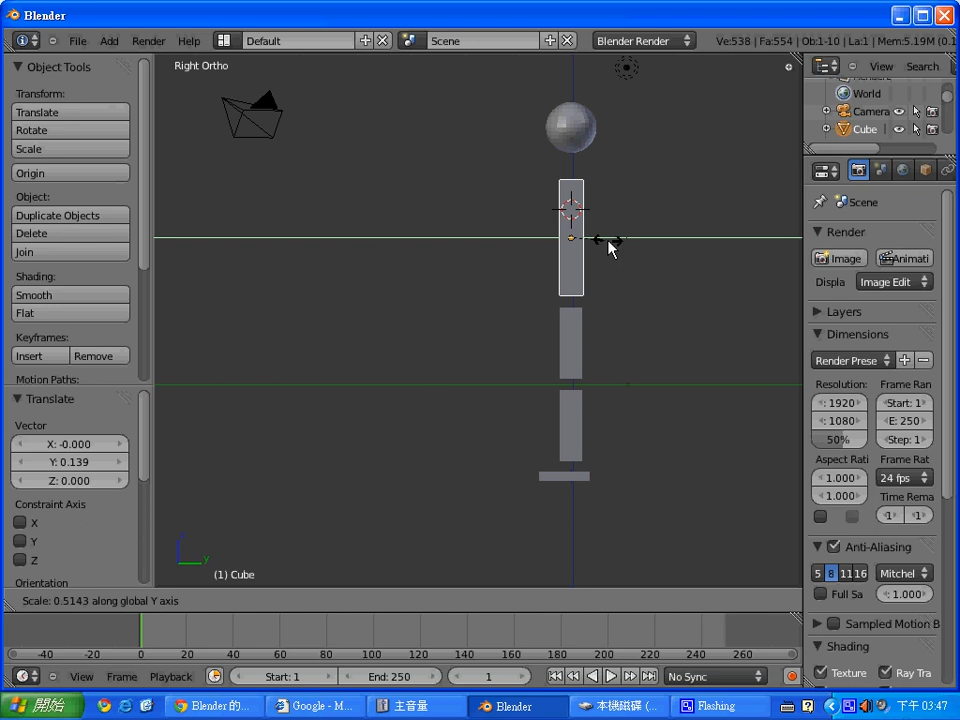 Blender
File Add Render Help Default Scene Blender Render Ve:538 | Fa:554 | Ob:1-10 | La:1 | Mem:5.19M (0.1
Object Tools
Transform:
Translate
Rotate
Scale
Origin
Object:
Duplicate Objects
Delete
Join
Shading:
Smooth
Flat
Keyframes:
Insert Remove
Motion Paths:
Translate
Vector
X: -0.000
Y: 0.139
Z: 0.000
Constraint Axis
X
Y
Z
Orientation
Right Ortho
y
(1) Cube
Scale: 0.5143 along global Y axis
View Search
World
Camera
Cube
Scene
Render
Image Animati
Displa Image Edit
Layers
Dimensions
Render Prese
Resolution: Frame Ran
: 1920 Start: 1
: 1080 E: 250
50% Step: 1
Aspect Rati Frame Rat
: 1.000 24 fps
: 1.000 Time Rema
1 1
Anti-Aliasing
5 8 11 16 Mitchel
Full Sa : 1.000
Sampled Motion B
Shading
Texture Ray Tra
-40 -20 0 20 40 60 80 100 120 140 160 180 200 220 240 260
View Frame Playback Start: 1 End: 250 1 No Sync
開始 Blender 的... Google - M... 主音量 Blender 本機磁碟 (... Flashing 下午 03:47